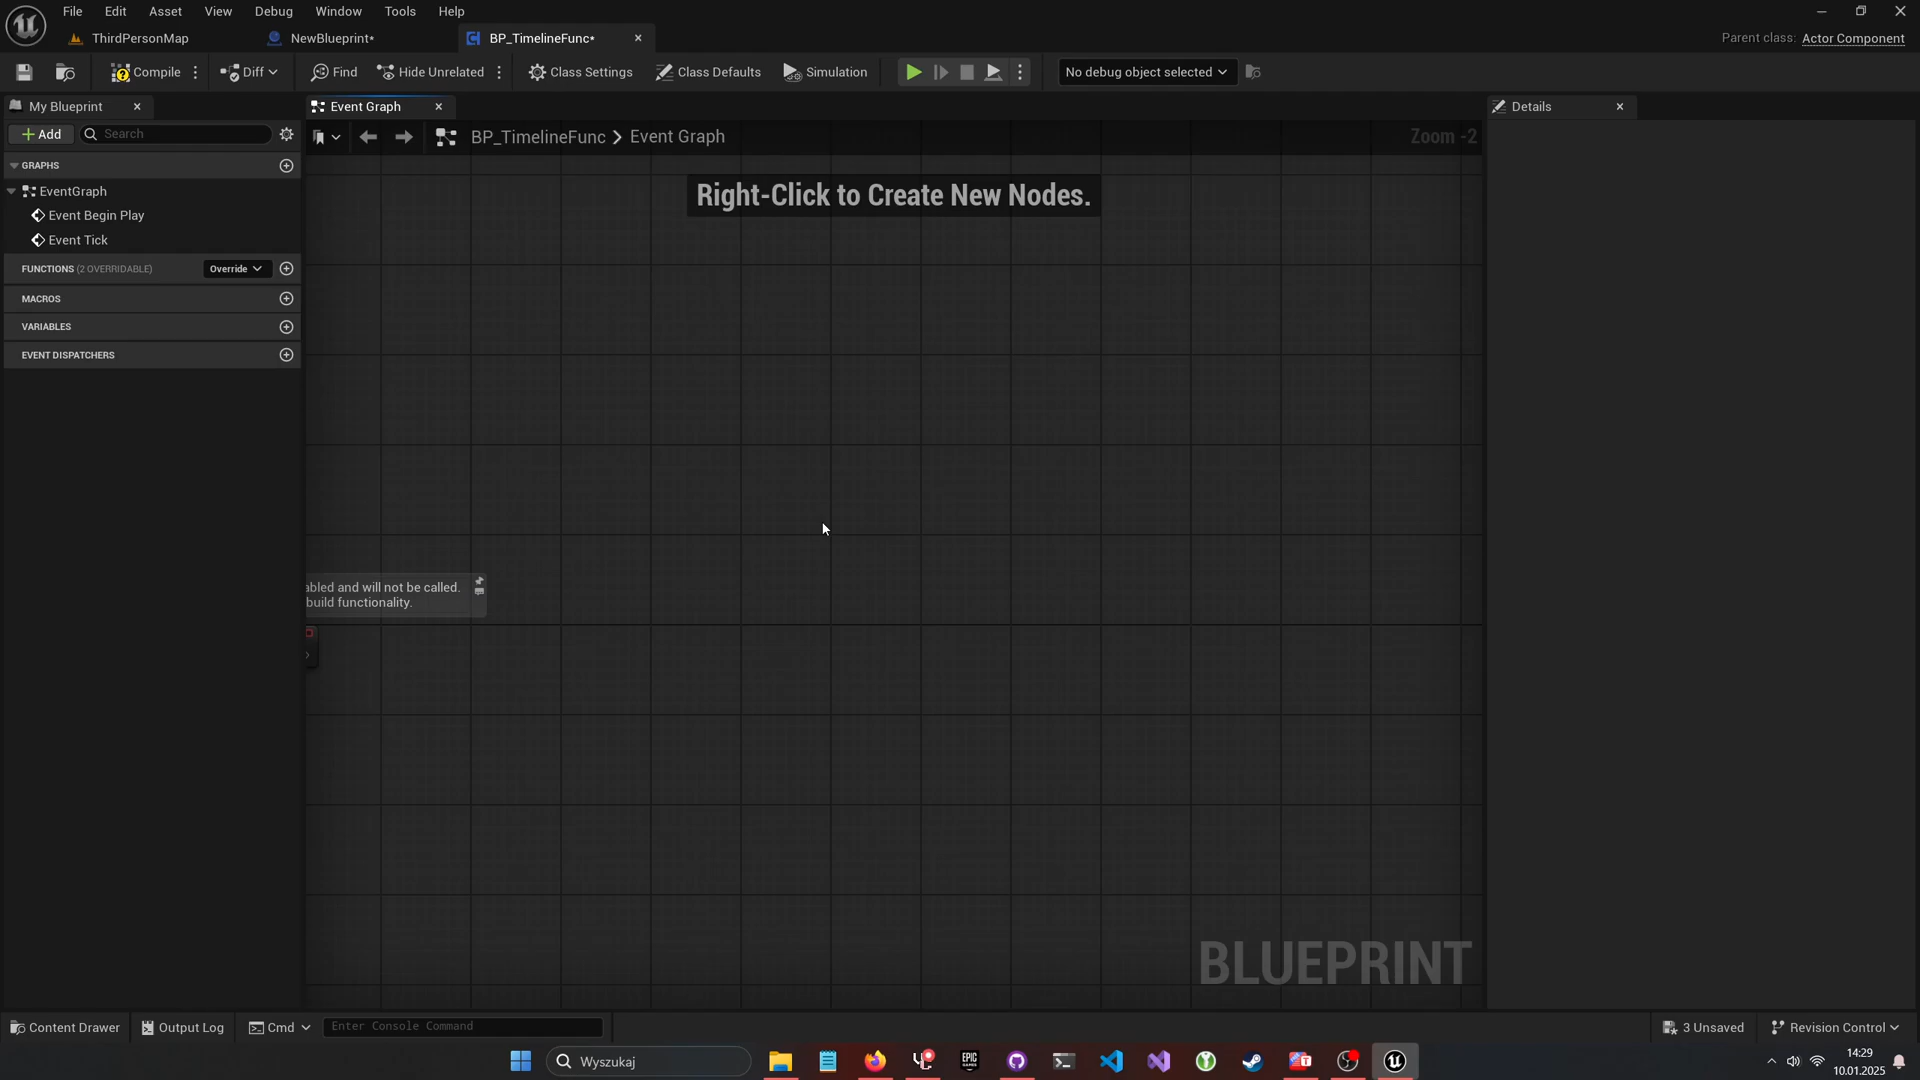 File Edit Asset View Debug Window Tools Help
ThirdPersonMap
NewBlueprint*
BP_TimelineFunc*
Parent class: Actor Component
Compile
Diff
Find
Hide Unrelated
Class Settings
Class Defaults
Simulation
No debug object selected
My Blueprint
Event Graph
Details
Add
Search
BP_TimelineFunc > Event Graph
Zoom -2
GRAPHS
EventGraph
Event Begin Play
Event Tick
FUNCTIONS (2 OVERRIDABLE)
Override
MACROS
VARIABLES
EVENT DISPATCHERS
Right-Click to Create New Nodes.
abled and will not be called.
build functionality.
BLUEPRINT
Content Drawer
Output Log
Cmd
Enter Console Command
3 Unsaved
Revision Control
Wyszukaj
EPIC
GAMES
14:29
10.01.2025